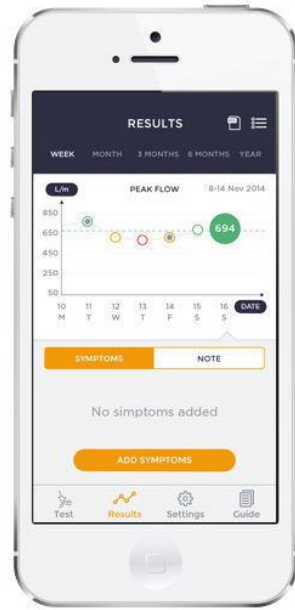 RESULTS
WEEK MONTH 3 MONTHS 6 MONTHS YEAR
L/m PEAK FLOW 8-14 Nov 2014
850
650
694
450
250
50
10 11 12 13 14 15 16 DATE
M T W T F S S
SYMPTOMS NOTE
No simptoms added
ADD SYMPTOMS
Test Results Settings Guide